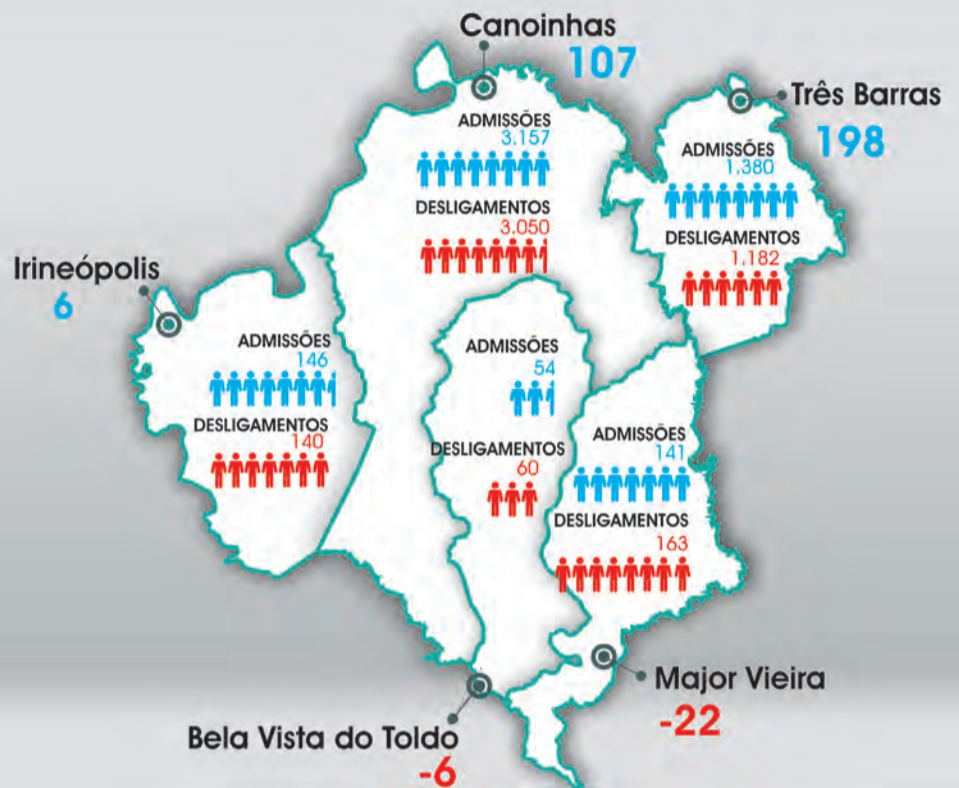 Canoinhas
107
ADMISSÕES
3.157
DESLIGAMENTOS
3.050
Três Barras
198
ADMISSÕES
1.380
DESLIGAMENTOS
1.182
Irineópolis
6
ADMISSÕES
146
DESLIGAMENTOS
140
ADMISSÕES
54
DESLIGAMENTOS
60
ADMISSÕES
141
DESLIGAMENTOS
163
Major Vieira
-22
Bela Vista do Toldo
-6